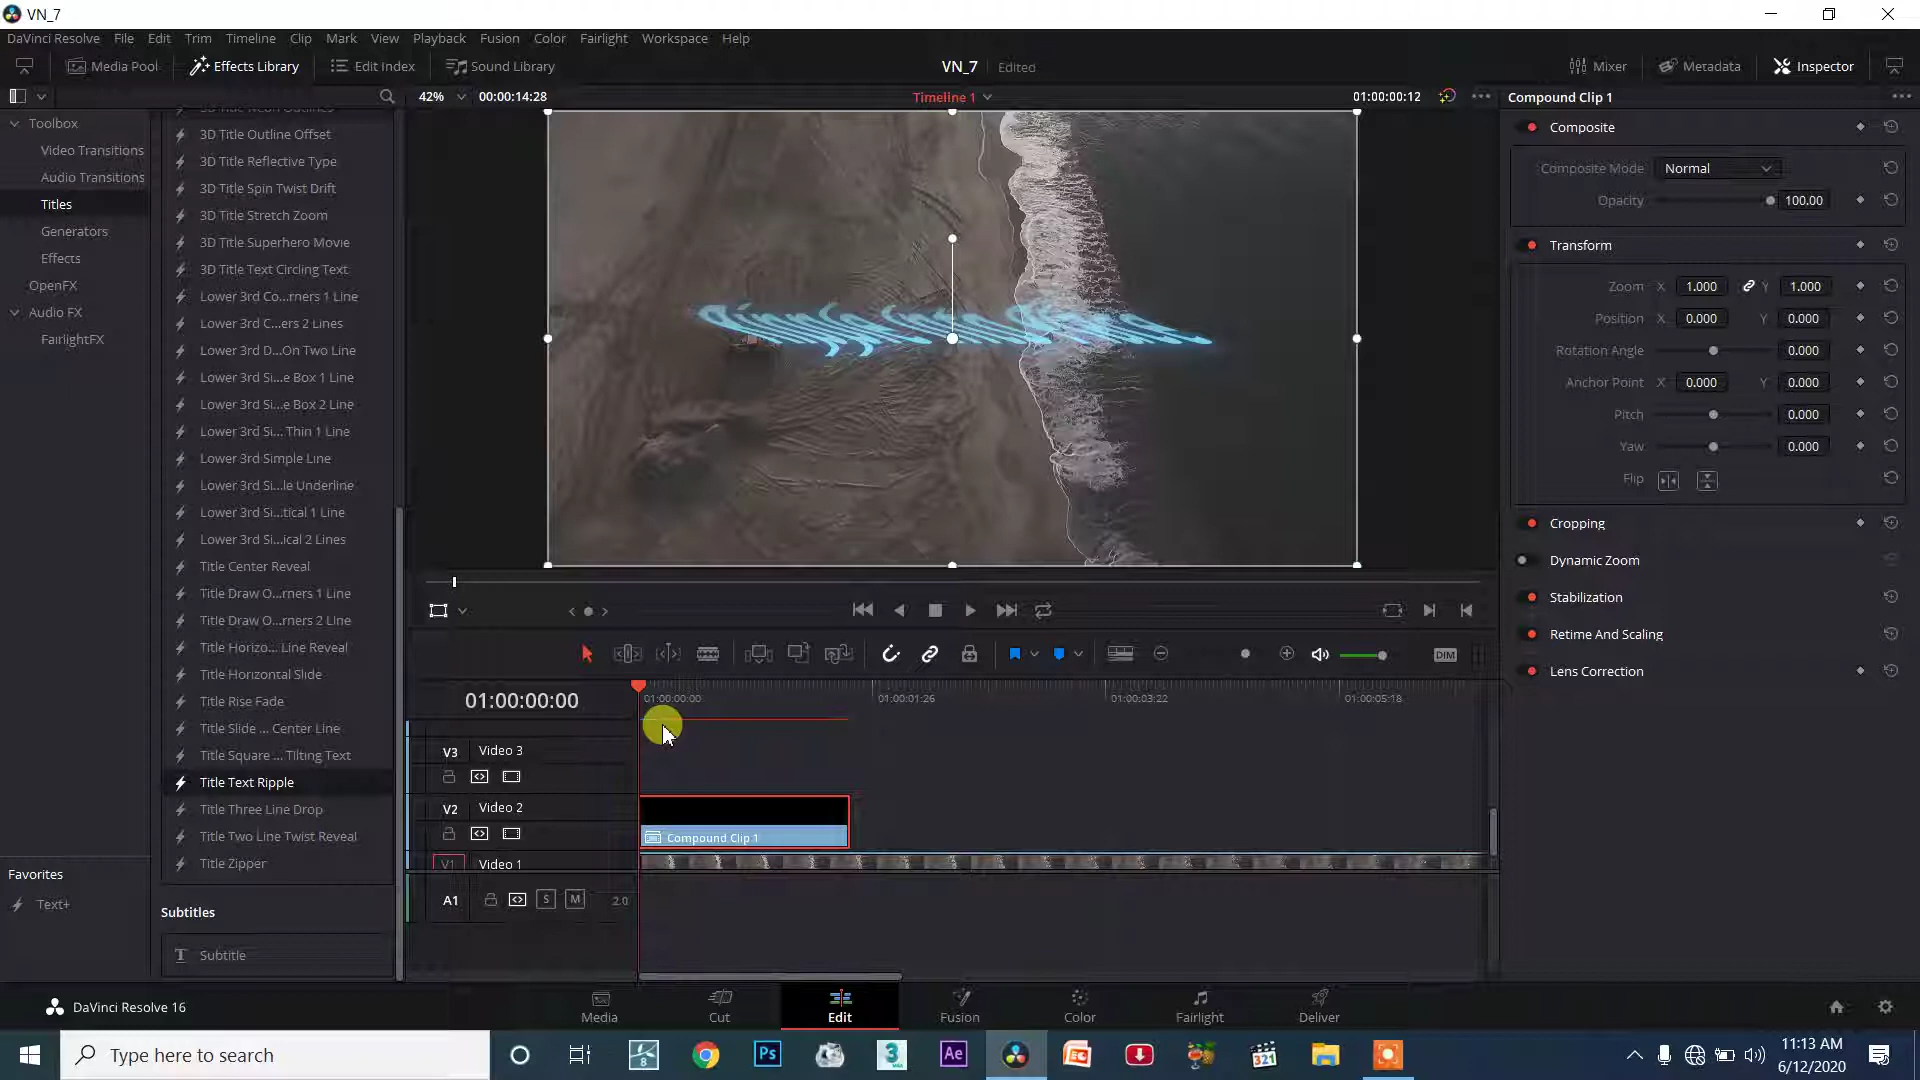 VN_7
DaVinci Resolve File Edit Trim Timeline Clip Mark View Playback Fusion Color Fairlight Workspace Help
Media Pool Effects Library Edit Index Sound Library VN_7 Edited Mixer Metadata Inspector
42% 00:00:14:28 Timeline 1 01:00:00:12 Compound Clip 1
Toolbox
Video Transitions
Audio Transitions
Titles
Generators
Effects
OpenFX
Audio FX
FairlightFX
Favorites
Text+
3D Title Outline Offset
3D Title Reflective Type
3D Title Spin Twist Drift
3D Title Stretch Zoom
3D Title Superhero Movie
3D Title Text Circling Text
Lower 3rd Co...rners 1 Line
Lower 3rd C...ers 2 Lines
Lower 3rd D...On Two Line
Lower 3rd Si...e Box 1 Line
Lower 3rd Si...e Box 2 Line
Lower 3rd Si... Thin 1 Line
Lower 3rd Simple Line
Lower 3rd Si...le Underline
Lower 3rd Si...tical 1 Line
Lower 3rd Si...ical 2 Lines
Title Center Reveal
Title Draw O...rners 1 Line
Title Draw O...rners 2 Line
Title Horizo... Line Reveal
Title Horizontal Slide
Title Rise Fade
Title Slide ... Center Line
Title Square ... Tilting Text
Title Text Ripple
Title Three Line Drop
Title Two Line Twist Reveal
Title Zipper
Subtitles
Subtitle
Composite
Composite Mode Normal
Opacity 100.00
Transform
Zoom X 1.000 Y 1.000
Position X 0.000 Y 0.000
Rotation Angle 0.000
Anchor Point X 0.000 Y 0.000
Pitch 0.000
Yaw 0.000
Flip
Cropping
Dynamic Zoom
Stabilization
Retime And Scaling
Lens Correction
DIM
01:00:00:00 01:00:00:00 01:00:01:26 01:00:03:22 01:00:05:18
V3 Video 3
V2 Video 2
Compound Clip 1
V1 Video 1
A1 S M 2.0
DaVinci Resolve 16
Media Cut Edit Fusion Color Fairlight Deliver
Type here to search
Ps
Ae
321
11:13 AM
6/12/2020